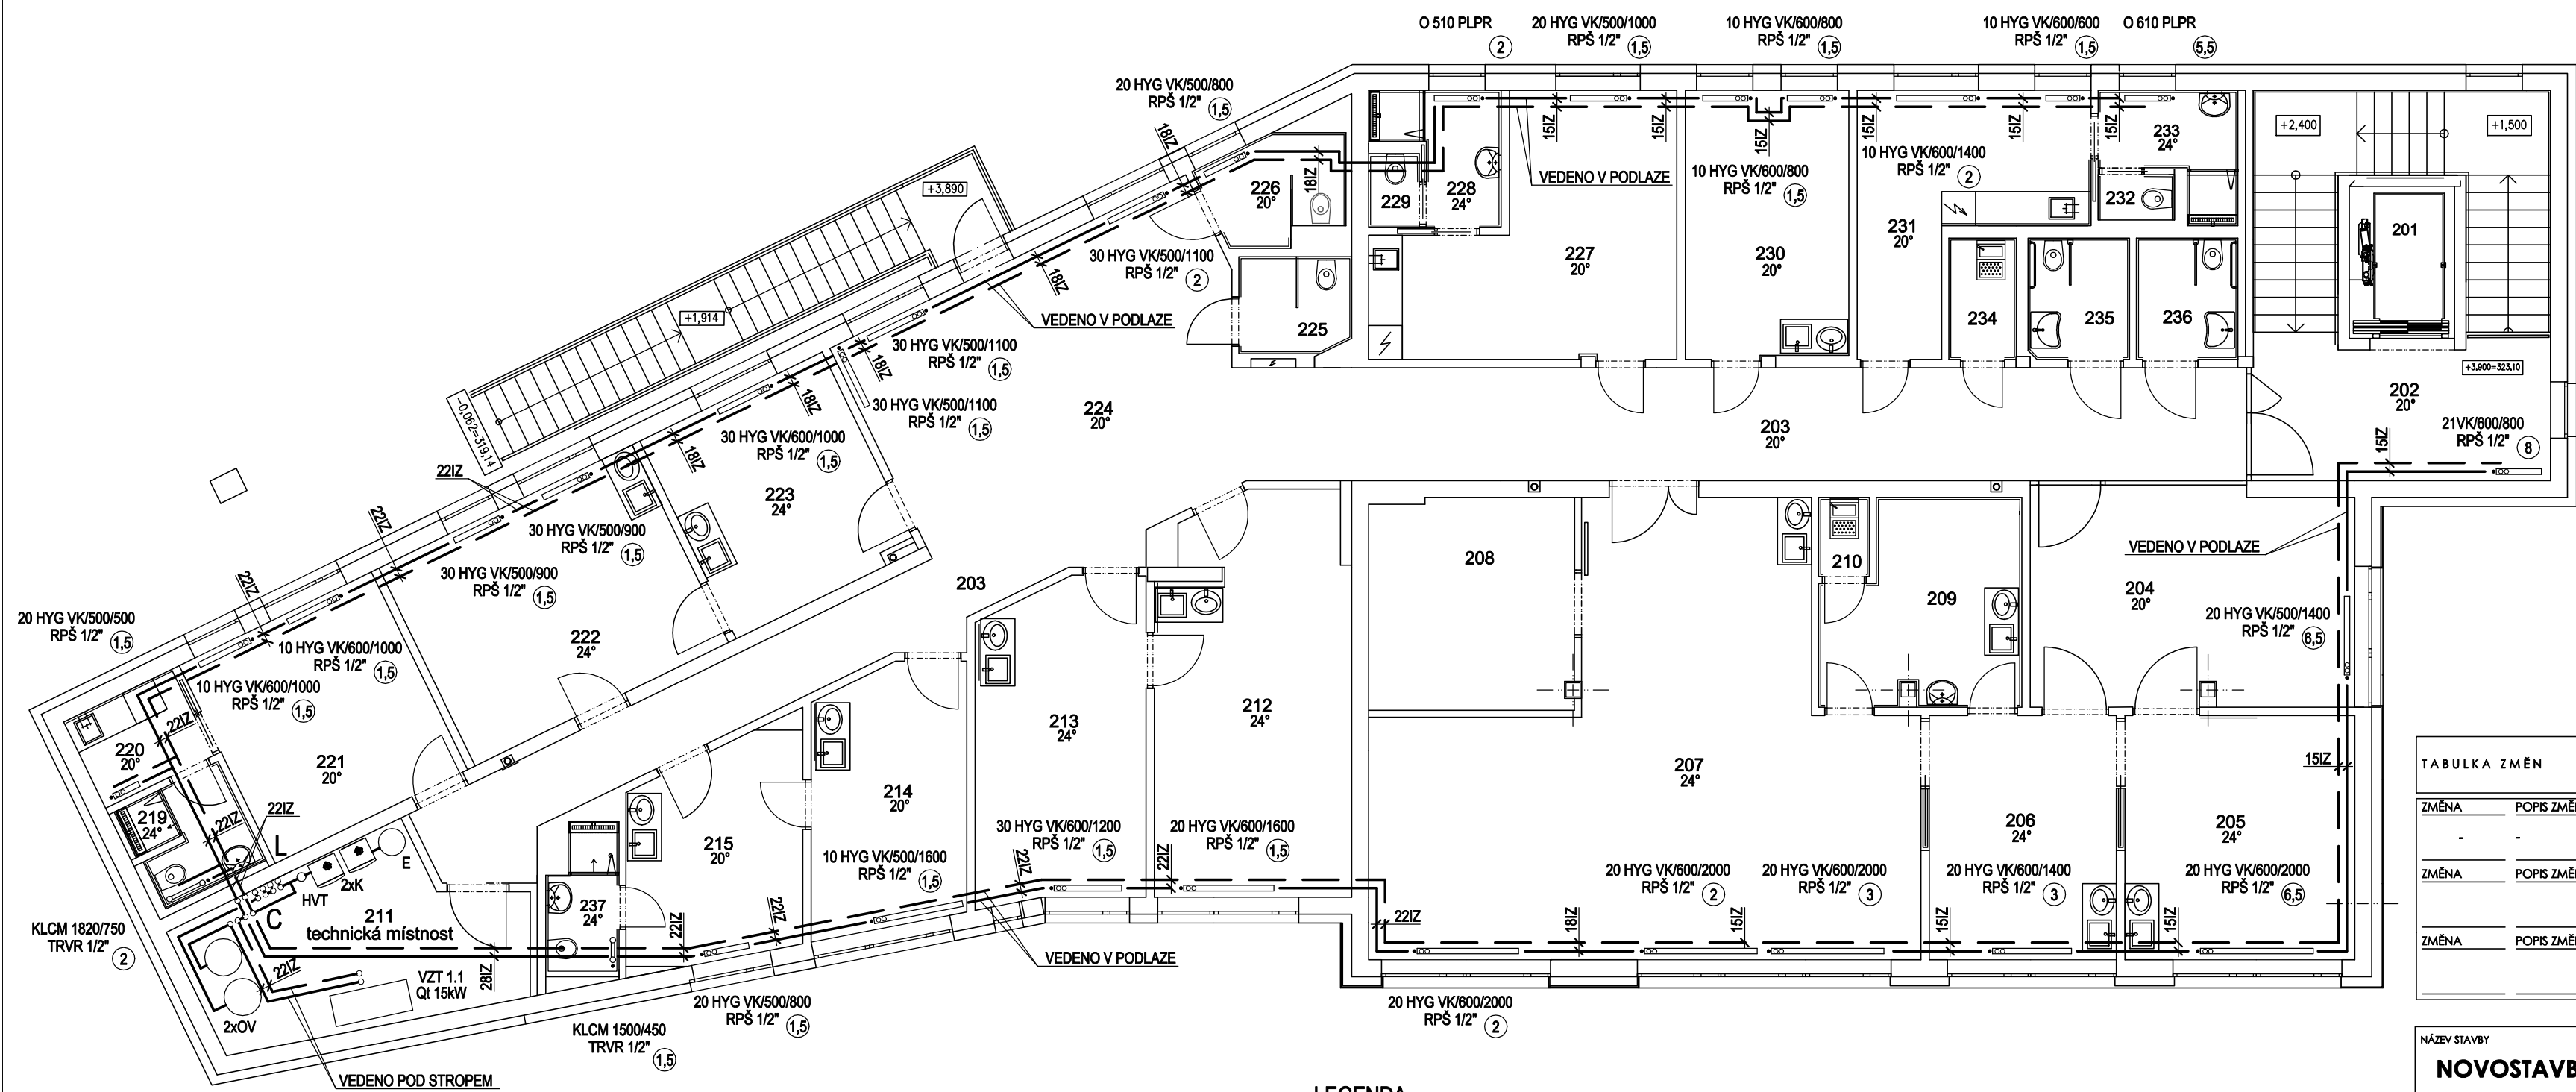 O 510 PLPR
2
20 HYG VK/500/1000
RPŠ 1/2"
1,5
10 HYG VK/600/800
RPŠ 1/2"
1,5
10 HYG VK/600/600
RPŠ 1/2"
1,5
O 610 PLPR
5,5
20 HYG VK/500/800
RPŠ 1/2"
1,5
18IZ
18IZ
15IZ
15IZ
15IZ
15IZ
15IZ
15IZ
+2,400
+1,500
+3,890
226
20°
229
228
24°
VEDENO V PODLAZE
10 HYG VK/600/800
RPŠ 1/2"
1,5
10 HYG VK/600/1400
RPŠ 1/2"
2
233
24°
232
231
20°
201
227
20°
230
20°
30 HYG VK/500/1100
RPŠ 1/2"
2
18IZ
+1,914
VEDENO V PODLAZE
225
234
235
236
30 HYG VK/500/1100
RPŠ 1/2"
1,5
18IZ
30 HYG VK/500/1100
RPŠ 1/2"
1,5
+3,900=323,10
202
20°
-0,062=319,14
18IZ
224
20°
203
20°
21VK/600/800
RPŠ 1/2"
8
15IZ
30 HYG VK/600/1000
RPŠ 1/2"
1,5
18IZ
22IZ
223
24°
30 HYG VK/500/900
RPŠ 1/2"
1,5
22IZ
30 HYG VK/500/900
RPŠ 1/2"
1,5
22IZ
203
208
210
209
VEDENO V PODLAZE
204
20°
20 HYG VK/500/1400
RPŠ 1/2"
6,5
20 HYG VK/500/500
RPŠ 1/2"
1,5
222
24°
10 HYG VK/600/1000
RPŠ 1/2"
1,5
10 HYG VK/600/1000
RPŠ 1/2"
1,5
22IZ
220
20°
221
20°
213
24°
212
24°
207
24°
15IZ
TABULKA ZMĚN
214
20°
219
24°
22IZ
22IZ
L
215
20°
30 HYG VK/600/1200
RPŠ 1/2"
1,5
20 HYG VK/600/1600
RPŠ 1/2"
1,5
206
24°
205
24°
ZMĚNA
POPIS ZMĚ
-
-
E
2xK
HVT
C
10 HYG VK/500/1600
RPŠ 1/2"
1,5
22IZ
22IZ
20 HYG VK/600/2000
RPŠ 1/2"
2
20 HYG VK/600/2000
RPŠ 1/2"
3
20 HYG VK/600/1400
RPŠ 1/2"
3
20 HYG VK/600/2000
RPŠ 1/2"
6,5
ZMĚNA
POPIS ZMĚ
KLCM 1820/750
TRVR 1/2"
2
211
technická místnost
237
24°
22IZ
22IZ
22IZ
18IZ
15IZ
15IZ
15IZ
ZMĚNA
POPIS ZMĚ
VEDENO V PODLAZE
22IZ
28IZ
VZT 1.1
Qt 15kW
2xOV
20 HYG VK/500/800
RPŠ 1/2"
1,5
20 HYG VK/600/2000
RPŠ 1/2"
2
KLCM 1500/450
TRVR 1/2"
1,5
NÁZEV STAVBY
NOVOSTAVB
VEDENO POD STROPEM
LEGENDA